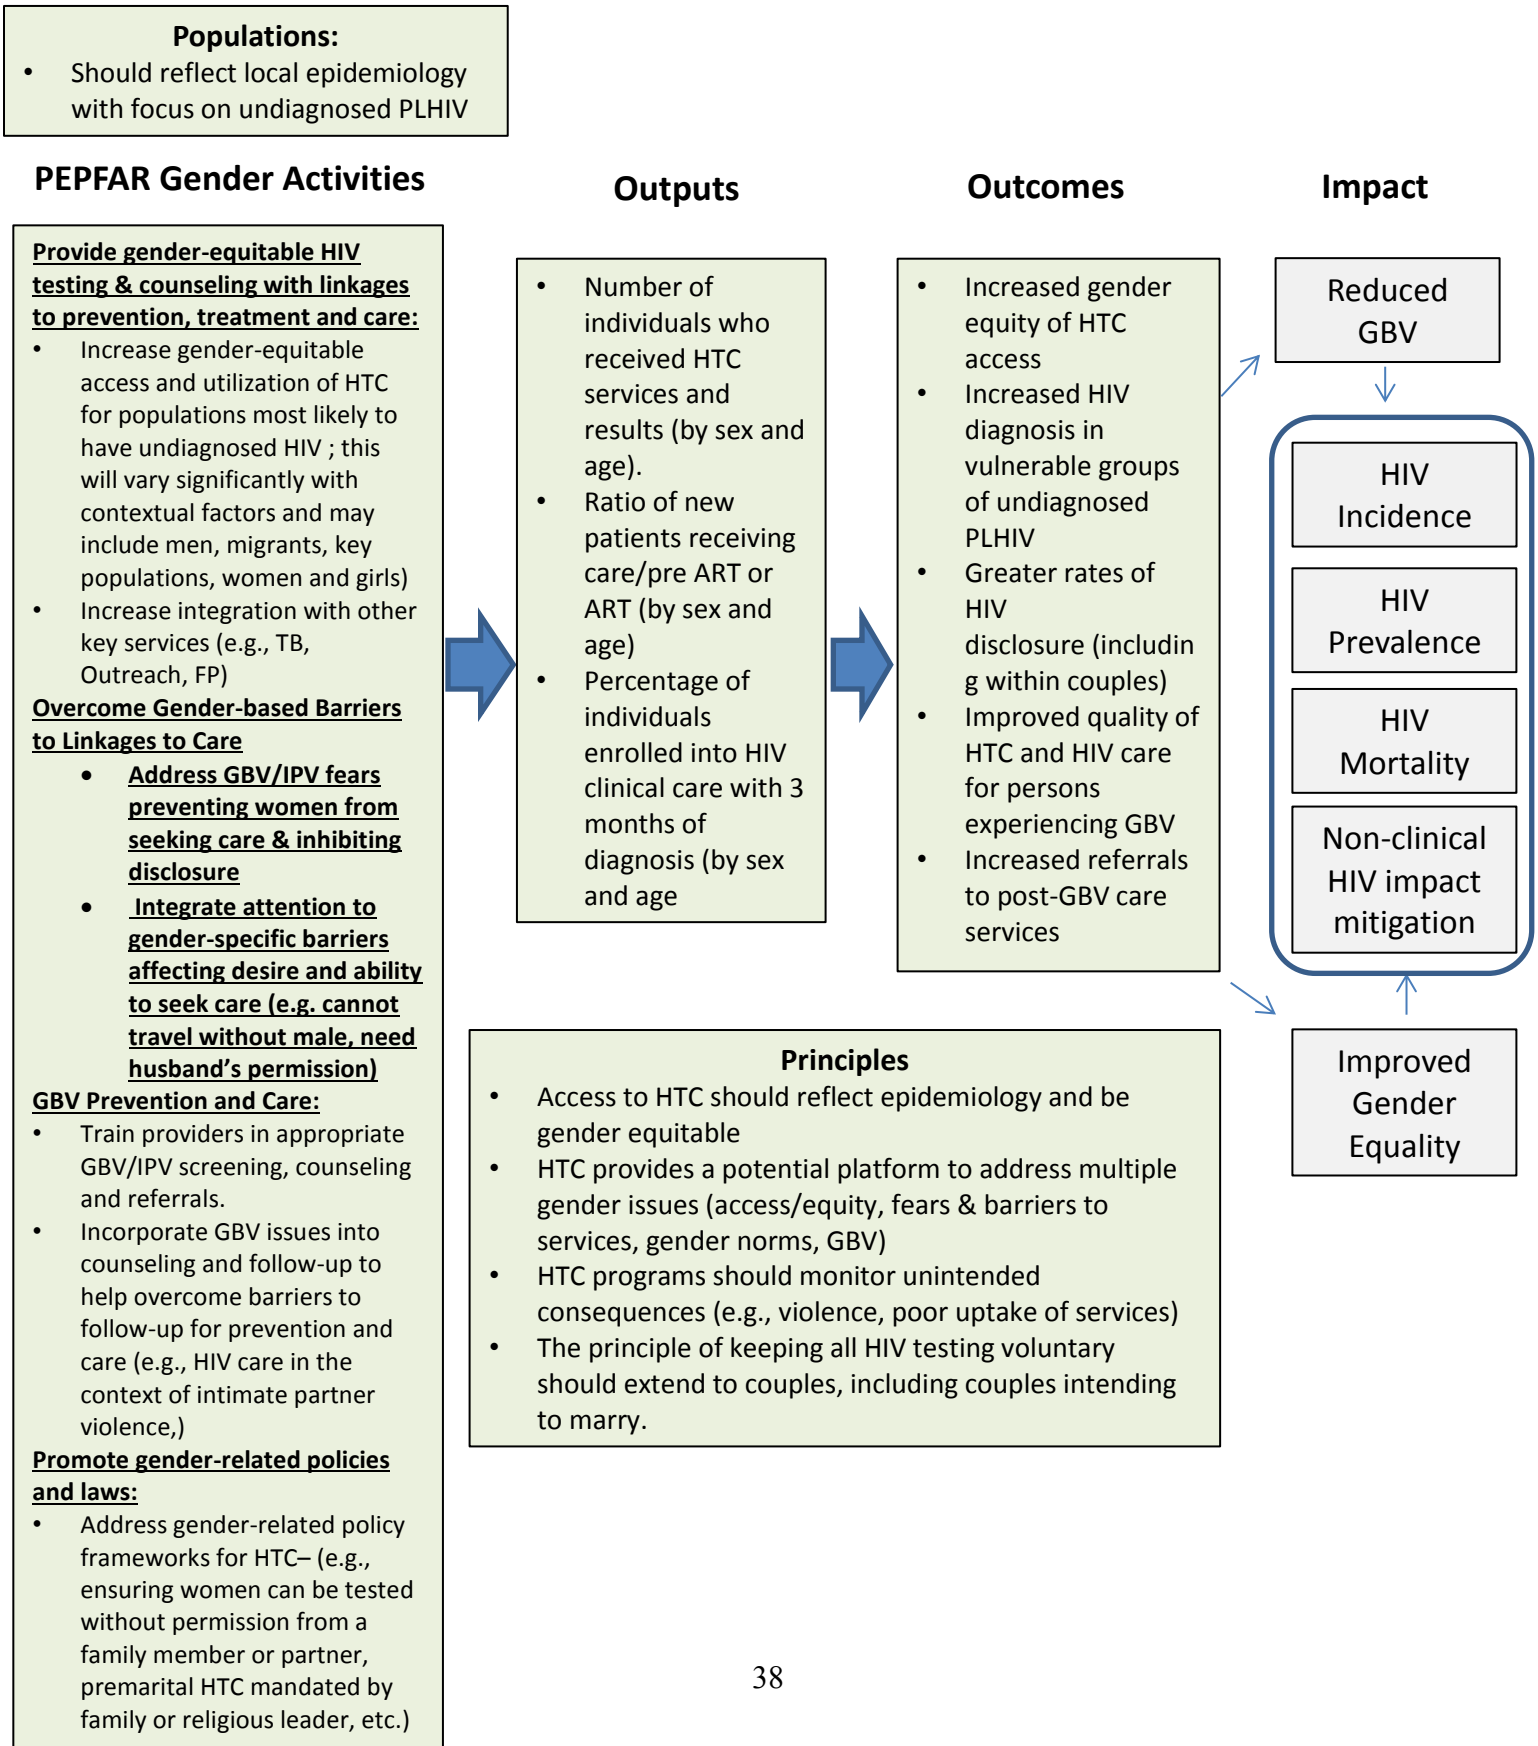 Populations:
• Should reflect local epidemiology
with focus on undiagnosed PLHIV
PEPFAR Gender Activities
Provide gender-equitable HIV
testing & counseling with linkages
to prevention, treatment and care:
• Increase gender-equitable
access and utilization of HTC
for populations most likely to
have undiagnosed HIV ; this
will vary significantly with
contextual factors and may
include men, migrants, key
populations, women and girls)
• Increase integration with other
key services (e.g., TB,
Outreach, FP)
Overcome Gender-based Barriers
to Linkages to Care
• Address GBV/IPV fears
preventing women from
seeking care & inhibiting
disclosure
• Integrate attention to
gender-specific barriers
affecting desire and ability
to seek care (e.g. cannot
travel without male, need
husband’s permission)
GBV Prevention and Care:
• Train providers in appropriate
GBV/IPV screening, counseling
and referrals.
• Incorporate GBV issues into
counseling and follow-up to
help overcome barriers to
follow-up for prevention and
care (e.g., HIV care in the
context of intimate partner
violence,)
Promote gender-related policies
and laws:
• Address gender-related policy
frameworks for HTC– (e.g.,
ensuring women can be tested
without permission from a
family member or partner,
premarital HTC mandated by
family or religious leader, etc.)
Outputs
• Number of
individuals who
received HTC
services and
results (by sex and
age).
• Ratio of new
patients receiving
care/pre ART or
ART (by sex and
age)
• Percentage of
individuals
enrolled into HIV
clinical care with 3
months of
diagnosis (by sex
and age
Outcomes
• Increased gender
equity of HTC
access
• Increased HIV
diagnosis in
vulnerable groups
of undiagnosed
PLHIV
• Greater rates of
HIV
disclosure (includin
g within couples)
• Improved quality of
HTC and HIV care
for persons
experiencing GBV
• Increased referrals
to post-GBV care
services
Impact
Reduced
GBV
HIV
Incidence
HIV
Prevalence
HIV
Mortality
Non-clinical
HIV impact
mitigation
Improved
Gender
Equality
Principles
• Access to HTC should reflect epidemiology and be
gender equitable
• HTC provides a potential platform to address multiple
gender issues (access/equity, fears & barriers to
services, gender norms, GBV)
• HTC programs should monitor unintended
consequences (e.g., violence, poor uptake of services)
• The principle of keeping all HIV testing voluntary
should extend to couples, including couples intending
to marry.
38